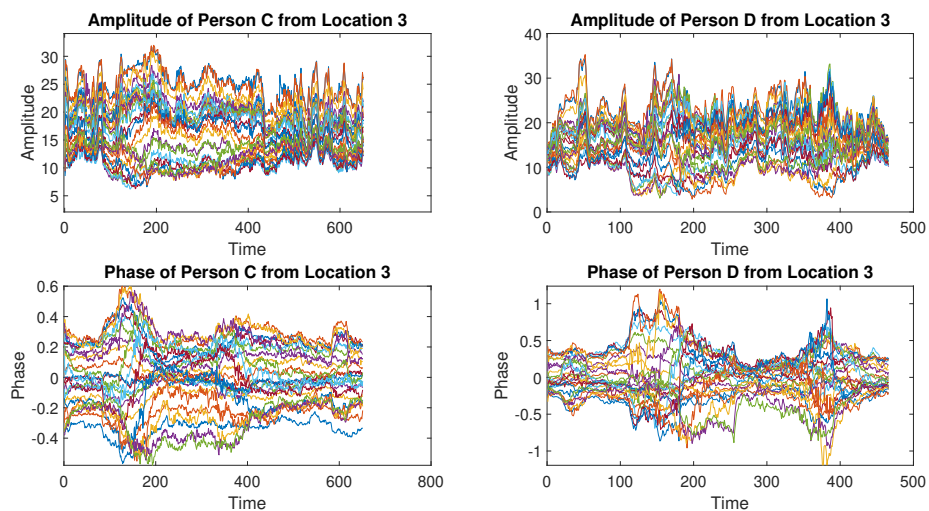 Amplitude of Person C from Location 3
Amplitude
30
25
20
15
10
5
0 200 400 600 800
Time
Amplitude of Person D from Location 3
Amplitude
40
30
20
10
0
0 100 200 300 400 500
Time
Phase of Person C from Location 3
Phase
0.6
0.4
0.2
0
-0.2
-0.4
0 200 400 600 800
Time
Phase of Person D from Location 3
Phase
1
0.5
0
-0.5
-1
0 100 200 300 400 500
Time